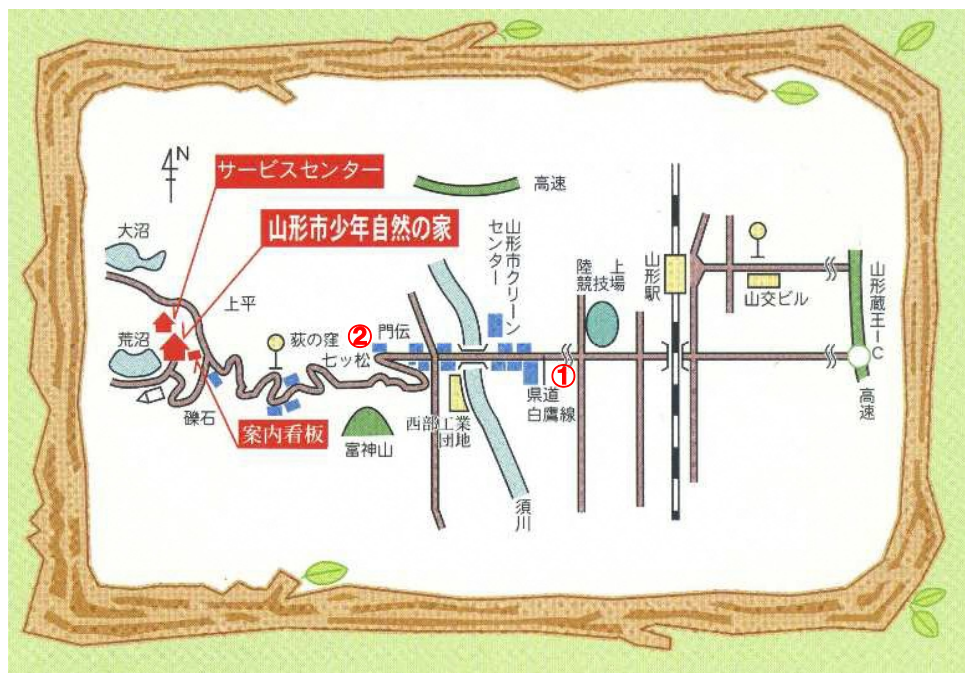 N
サービスセンター
高速
山形市少年自然の家
大沼
上平
山形市クリーン
センター
陸上
競技場
山形駅
山交ビル
山形蔵王IC
荒沼
荻の窪
②
門伝
七ッ松
①
県道
白鷹線
礫石
案内看板
富神山
西部工業
団地
須川
高速